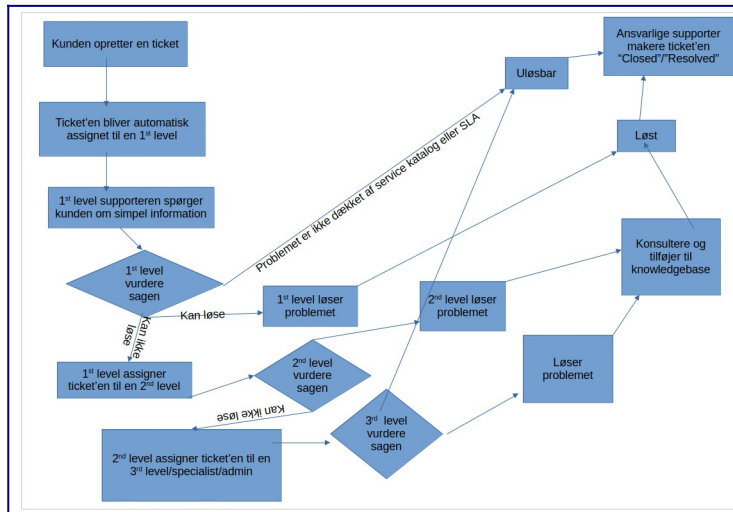 Kunden opretter en ticket
Ticket'en bliver automatisk
assignet til en 1st level
1st level supporteren spørger
kunden om simpel information
1st level
vurdere
sagen
Problemet er ikke dækket af service katalog eller SLA
Uløsbar
Ansvarlige supporter
makere ticket'en
“Closed”/”Resolved”
Løst
Kan løse
1st level løser
problemet
Kan ikke
løse
1st level assigner
ticket'en til en 2nd level
2nd level
vurdere
sagen
2nd level løser
problemet
Konsultere og
tilføjer til
knowledgebase
Kan ikke løse
2nd level assigner ticket'en til en
3rd level/specialist/admin
3rd level
vurdere
sagen
Løser
problemet